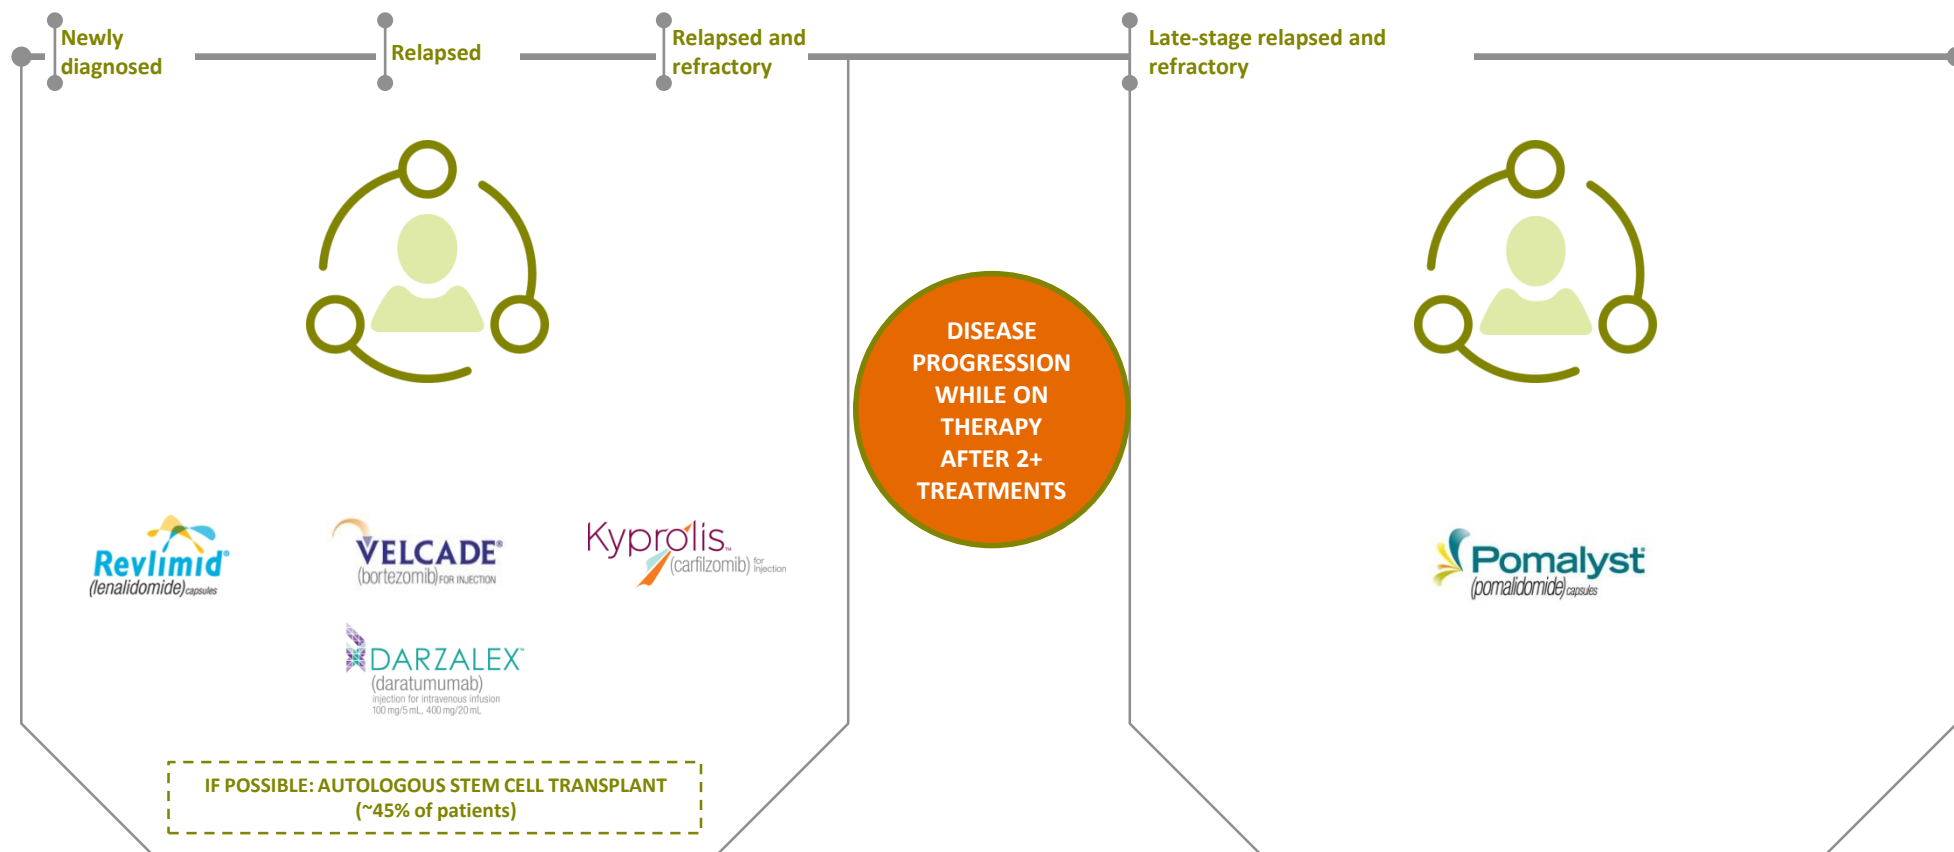 Newly
diagnosed
Relapsed
Relapsed and
refractory
Late-stage relapsed and
refractory
DISEASE
PROGRESSION
WHILE ON
THERAPY
AFTER 2+
TREATMENTS
Revlimid®
(lenalidomide) capsules
VELCADE®
(bortezomib) FOR INJECTION
Kyprolis™
(carfilzomib) for Injection
DARZALEX™
(daratumumab)
injection for intravenous infusion
100 mg/5 mL, 400 mg/20 mL
Pomalyst®
(pomalidomide) capsules
IF POSSIBLE: AUTOLOGOUS STEM CELL TRANSPLANT
(~45% of patients)